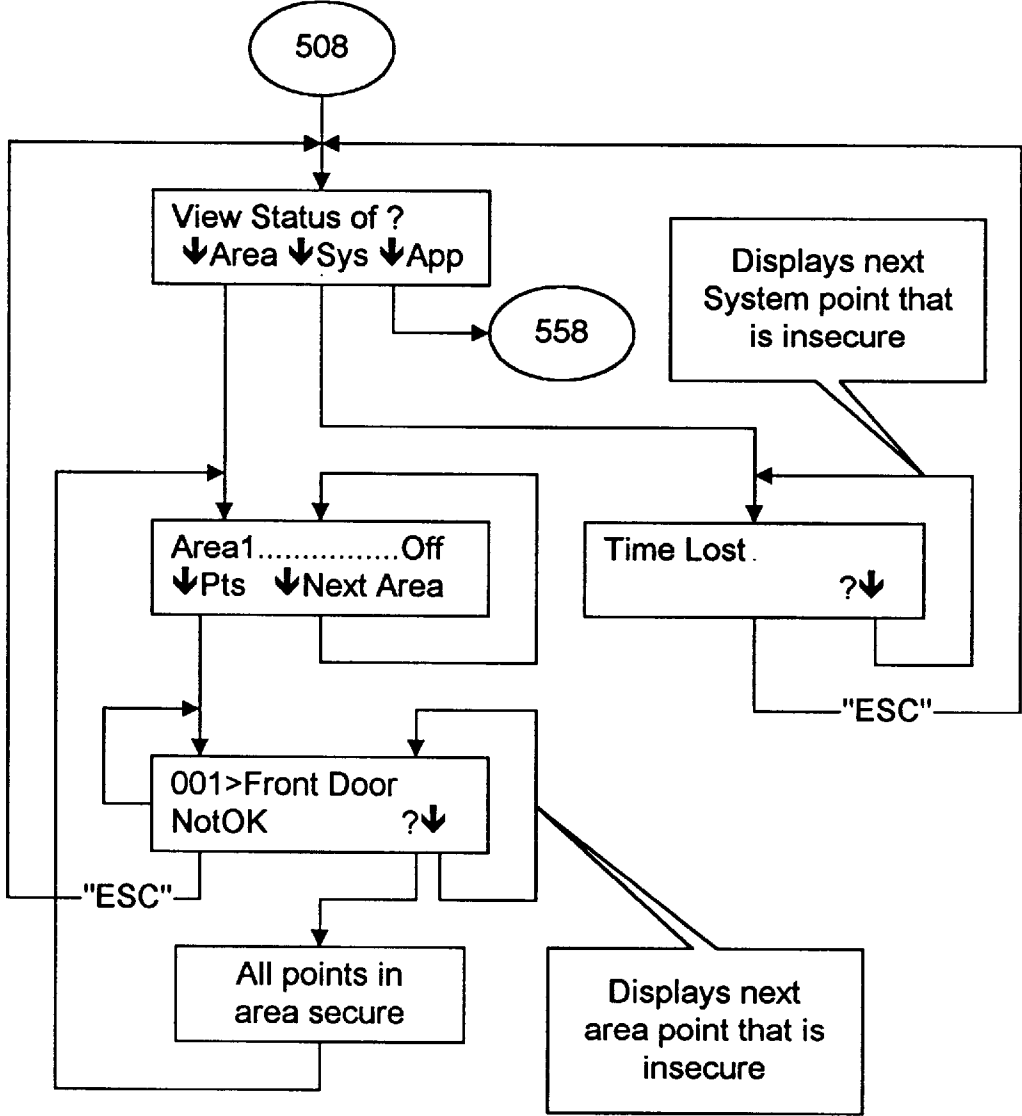 508
View Status of ?
↓Area ↓Sys ↓App
Displays next
System point that
is insecure
558
Area1................Off
↓Pts ↓Next Area
Time Lost.
?↓
"ESC"
001>Front Door
NotOK ?↓
"ESC"
All points in
area secure
Displays next
area point that is
insecure